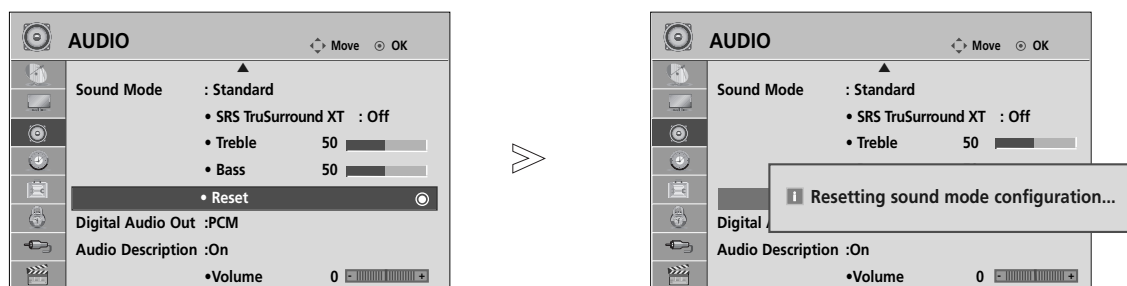 AUDIO
Move
OK
Sound Mode : Standard
• SRS TruSurround XT : Off
• Treble 50
• Bass 50
• Reset
Digital Audio Out :PCM
Audio Description :On
•Volume 0 - +
AUDIO
Move
OK
Sound Mode : Standard
• SRS TruSurround XT : Off
• Treble 50
i Resetting sound mode configuration...
Digital
Audio Description :On
•Volume 0 - +